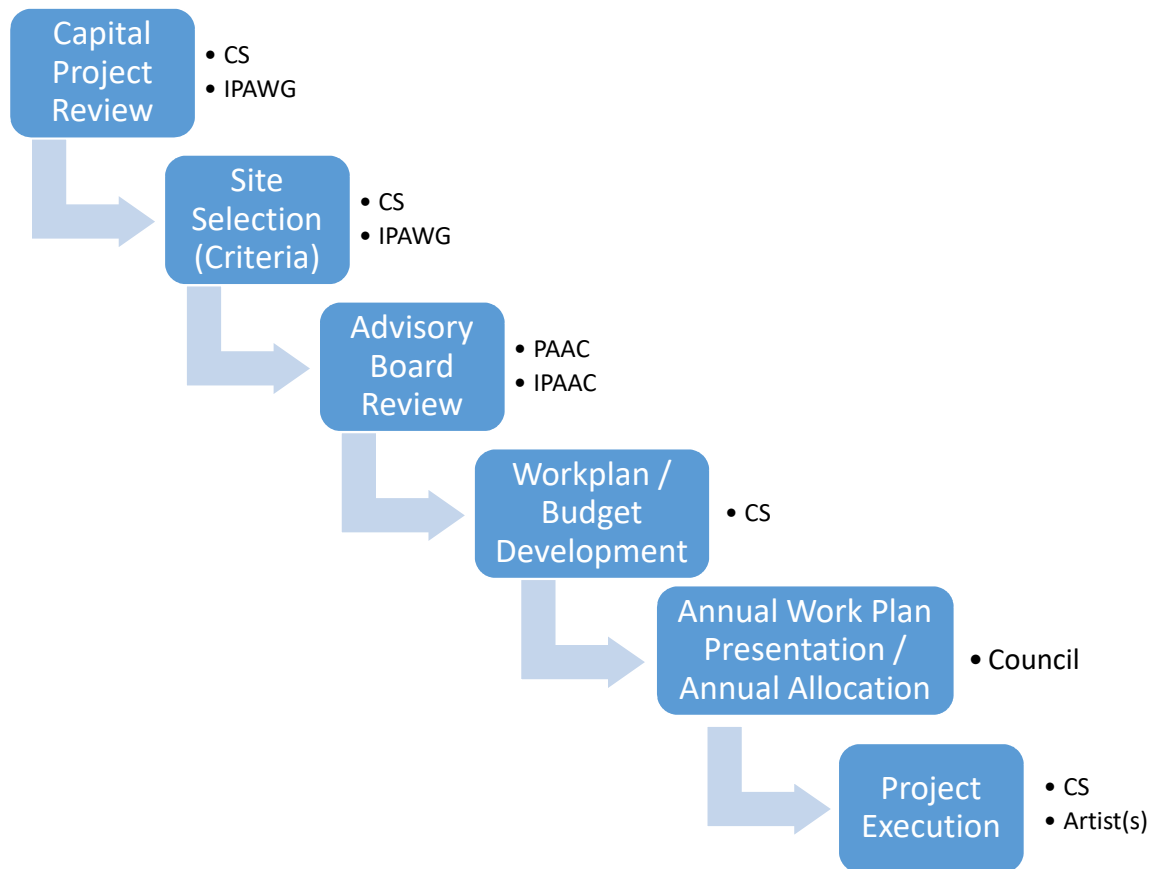 Capital
Project
Review
• CS
• IPAWG
Site
Selection
(Criteria)
• CS
• IPAWG
Advisory
Board
Review
• PAAC
• IPAAC
Workplan /
Budget
Development
• CS
Annual Work Plan
Presentation /
Annual Allocation
• Council
Project
Execution
• CS
• Artist(s)